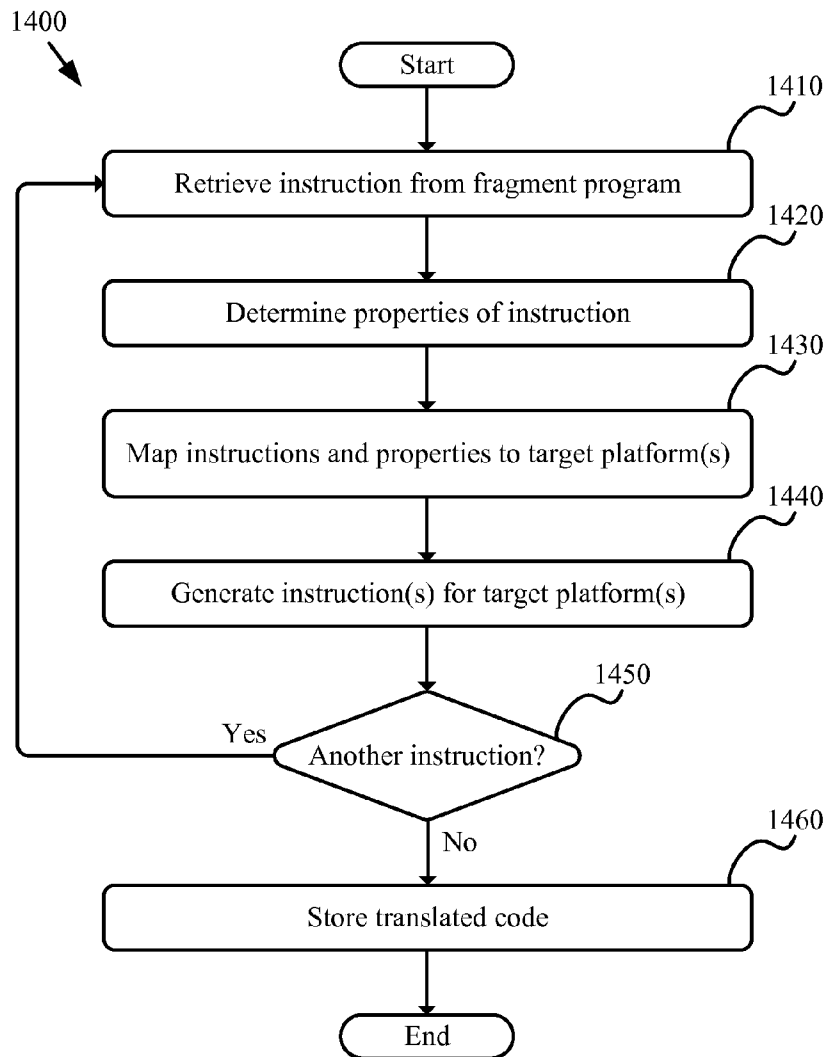 1400
Start
1410
Retrieve instruction from fragment program
1420
Determine properties of instruction
1430
Map instructions and properties to target platform(s)
1440
Generate instruction(s) for target platform(s)
1450
Yes
Another instruction?
No
1460
Store translated code
End